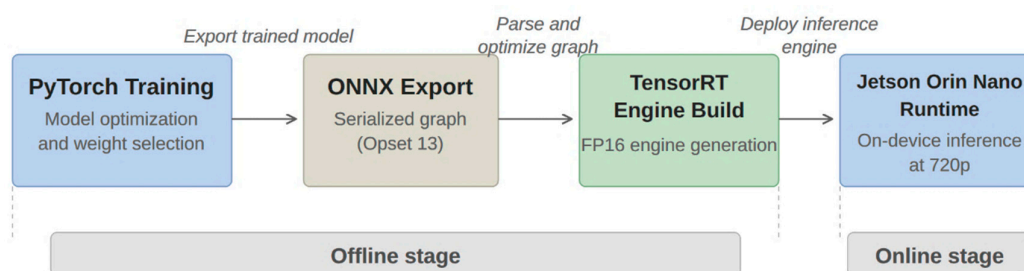 Export trained model
Parse and
optimize graph
Deploy inference
engine
PyTorch Training
Model optimization
and weight selection
ONNX Export
Serialized graph
(Opset 13)
TensorRT
Engine Build
FP16 engine generation
Jetson Orin Nano
Runtime
On-device inference
at 720p
Offline stage
Online stage